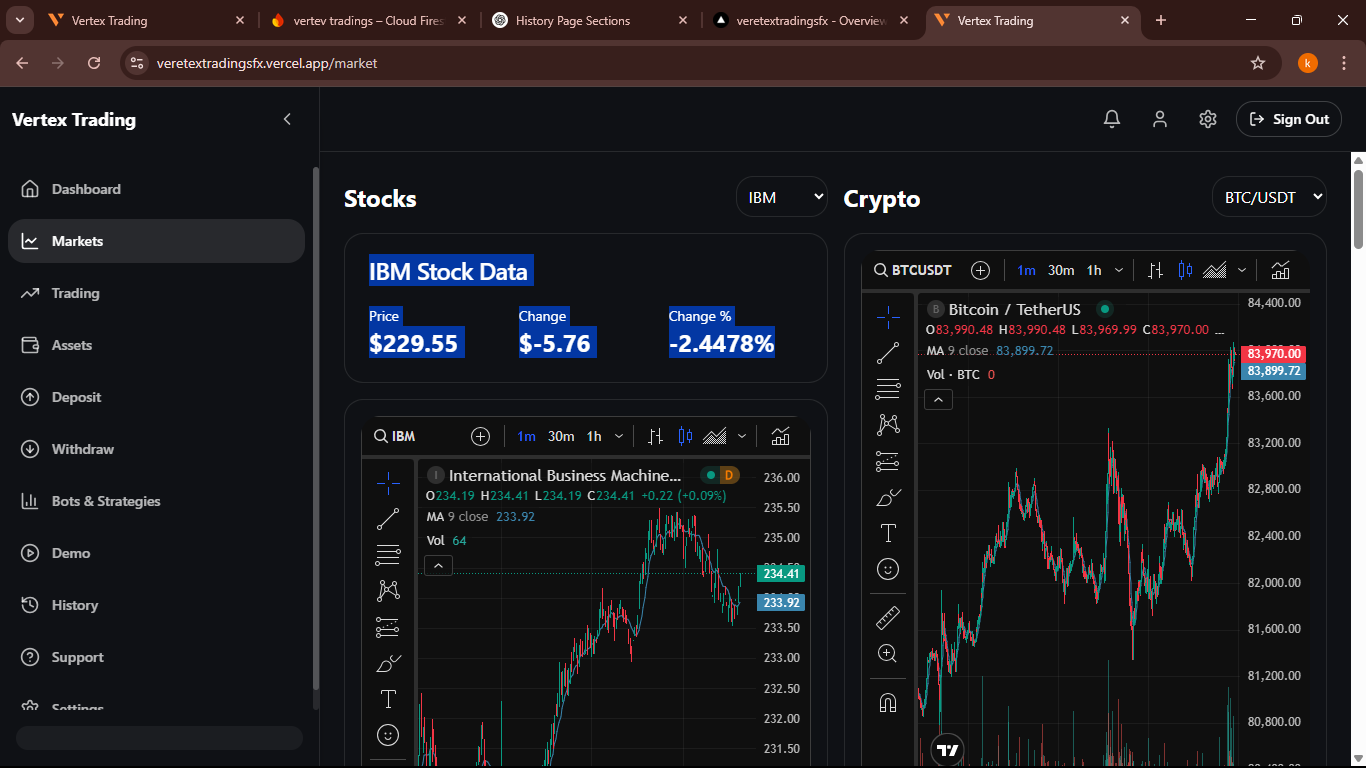 Vertex Trading
vertev tradings – Cloud Fires
History Page Sections
veretextradingsfx - Overview
Vertex Trading
veretextradingsfx.vercel.app/market
k
Vertex Trading
Sign Out
Dashboard
Markets
Trading
Assets
Deposit
Withdraw
Bots & Strategies
Demo
History
Support
Settings
Stocks
IBM
IBM Stock Data
Price
Change
Change %
$229.55
$-5.76
-2.4478%
IBM
1m 30m 1h
I International Business Machine...
D
O234.19 H234.41 L234.19 C234.41 +0.22 (+0.09%)
MA 9 close 233.92
Vol 64
236.00
235.50
235.00
234.41
233.92
233.50
233.00
232.50
232.00
231.50
Crypto
BTC/USDT
BTCUSDT
1m 30m 1h
B Bitcoin / TetherUS
O83,990.48 H83,990.48 L83,969.99 C83,970.00 ...
MA 9 close 83,899.72
Vol · BTC 0
84,400.00
83,970.00
83,899.72
83,600.00
83,200.00
82,800.00
82,400.00
82,000.00
81,600.00
81,200.00
80,800.00